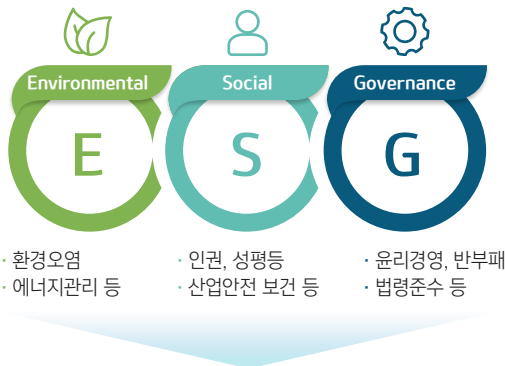 Environmental
Social
Governance
E
S
G
· 환경오염
· 에너지관리 등
· 인권, 성평등
· 산업안전 보건 등
· 윤리경영, 반부패
· 법령준수 등